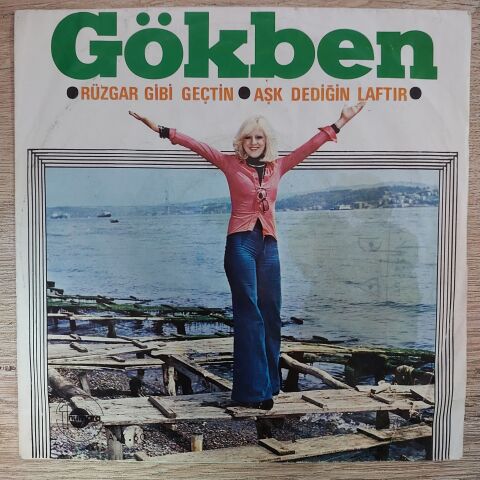 Gökben
●RÜZGAR GİBİ GEÇTİN ● AŞK DEDİĞİN LAFTIR●